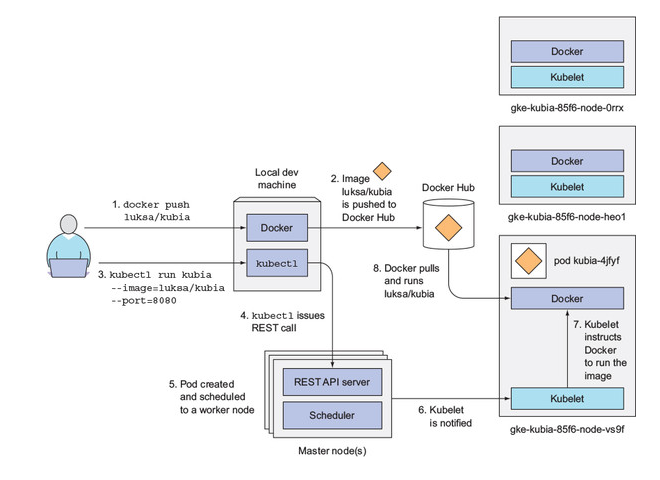 Docker
Kubelet
gke-kubia-85f6-node-0rrx
Docker
Kubelet
gke-kubia-85f6-node-heo1
Local dev
machine
2. Image
luksa/kubia
is pushed to
Docker Hub
Docker Hub
1. docker push
luksa/kubia
Docker
kubectl
3. kubectl run kubia
--image=luksa/kubia
--port=8080
8. Docker pulls
and runs
luksa/kubia
pod kubia-4jfyf
Docker
7. Kubelet
instructs
Docker
to run the
image
Kubelet
gke-kubia-85f6-node-vs9f
4. kubectl issues
REST call
5. Pod created
and scheduled
to a worker node
REST API server
Scheduler
Master node(s)
6. Kubelet
is notified